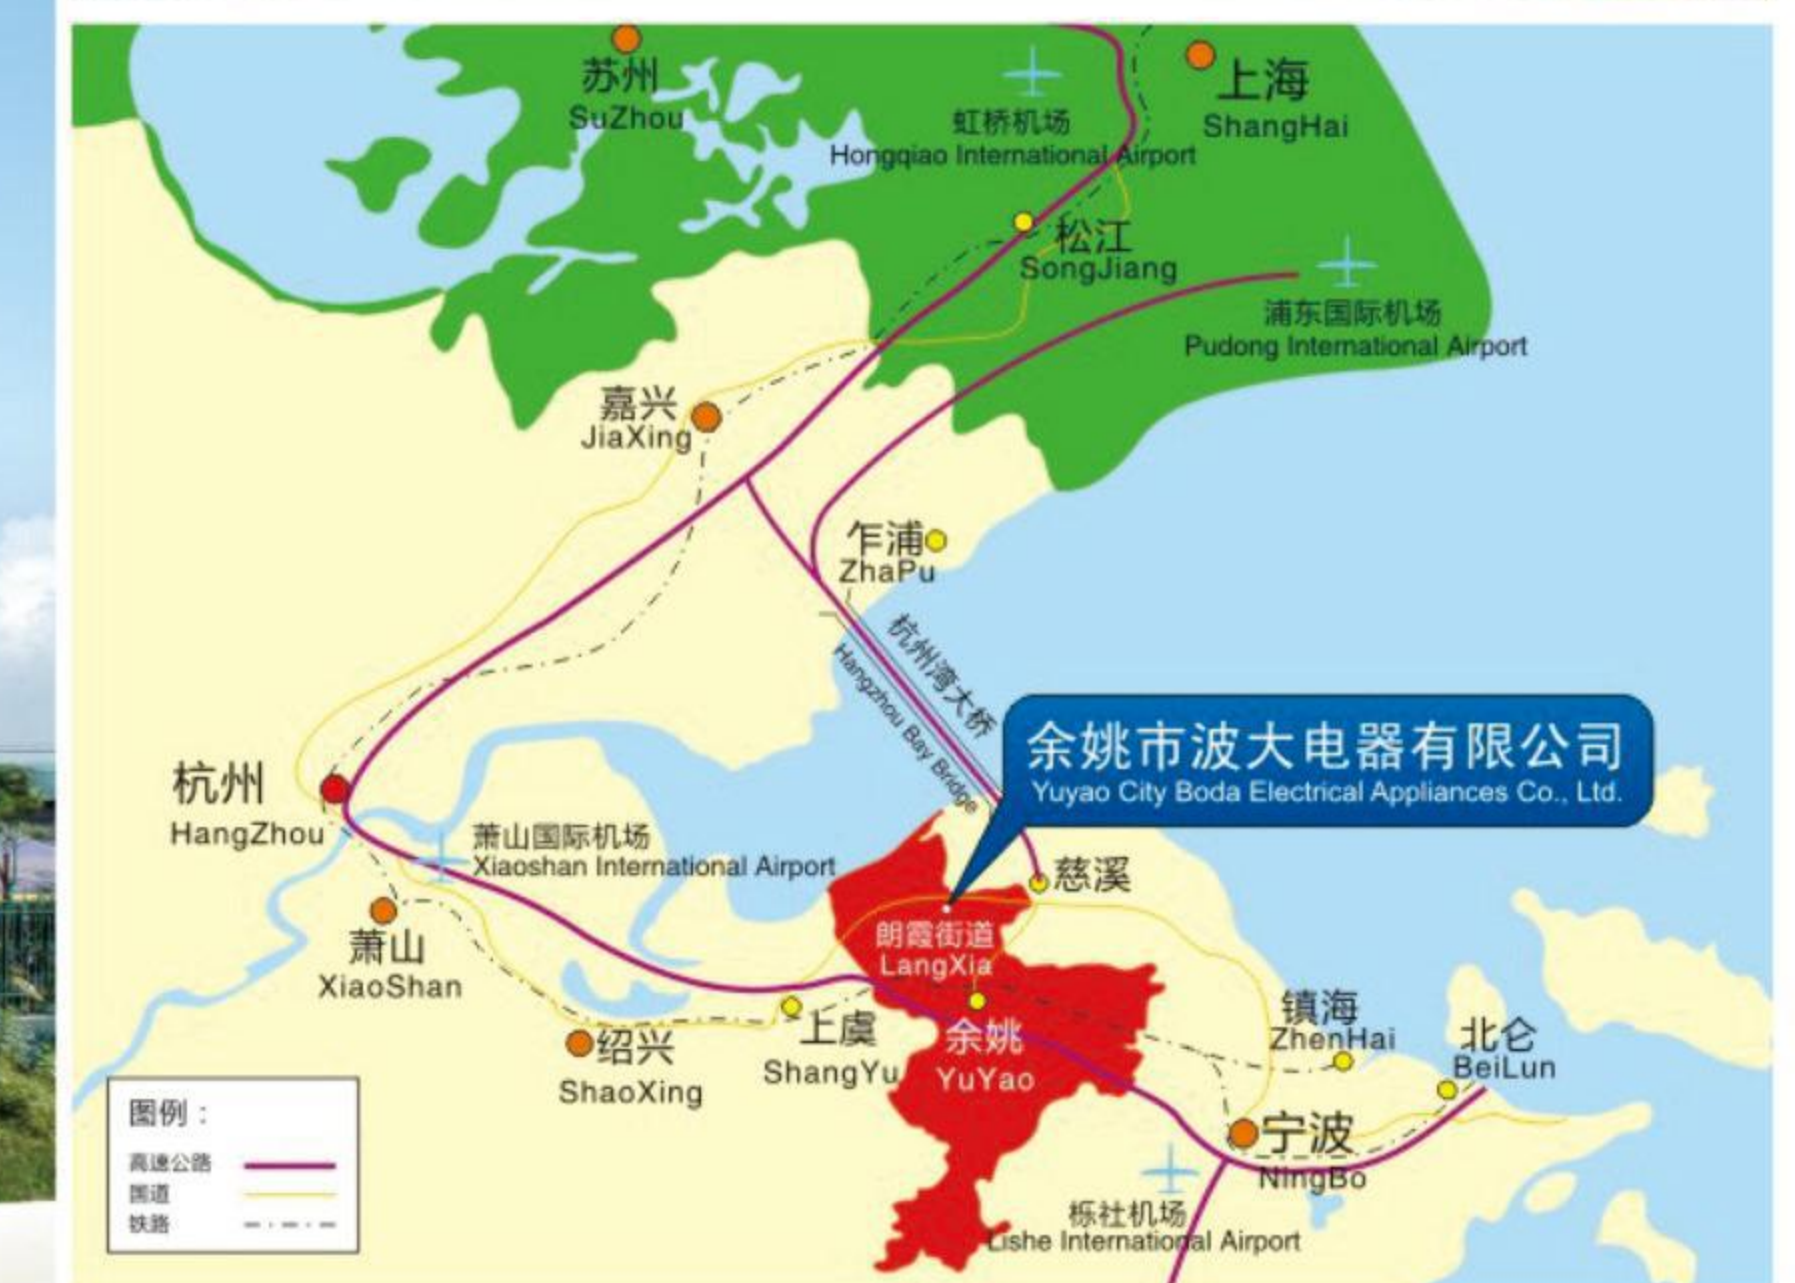 苏州
SuZhou
上海
ShangHai
虹桥机场
Hongqiao International Airport
松江
SongJiang
浦东国际机场
Pudong International Airport
嘉兴
JiaXing
乍浦
ZhaPu
杭州湾大桥
Hangzhou Bay Bridge
余姚市波大电器有限公司
Yuyao City Boda Electrical Appliances Co., Ltd.
杭州
HangZhou
萧山国际机场
Xiaoshan International Airport
慈溪
萧山
XiaoShan
朗霞街道
LangXia
绍兴
ShaoXing
上虞
ShangYu
余姚
YuYao
镇海
ZhenHai
北仑
BeiLun
宁波
NingBo
栎社机场
Lishe International Airport
图例：
高速公路
国道
铁路